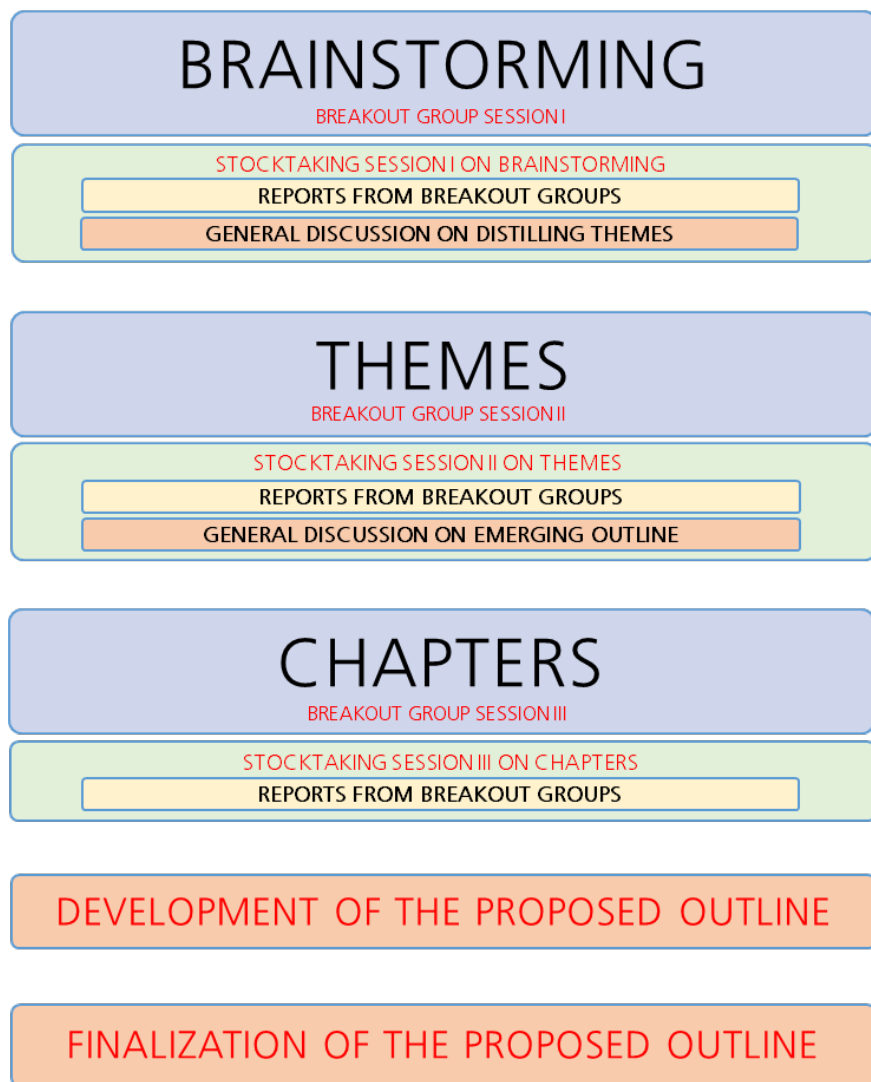 BRAINSTORMING
BREAKOUT GROUP SESSION I
STOCKTAKING SESSION I ON BRAINSTORMING
REPORTS FROM BREAKOUT GROUPS
GENERAL DISCUSSION ON DISTILLING THEMES
THEMES
BREAKOUT GROUP SESSION II
STOCKTAKING SESSION II ON THEMES
REPORTS FROM BREAKOUT GROUPS
GENERAL DISCUSSION ON EMERGING OUTLINE
CHAPTERS
BREAKOUT GROUP SESSION III
STOCKTAKING SESSION III ON CHAPTERS
REPORTS FROM BREAKOUT GROUPS
DEVELOPMENT OF THE PROPOSED OUTLINE
FINALIZATION OF THE PROPOSED OUTLINE